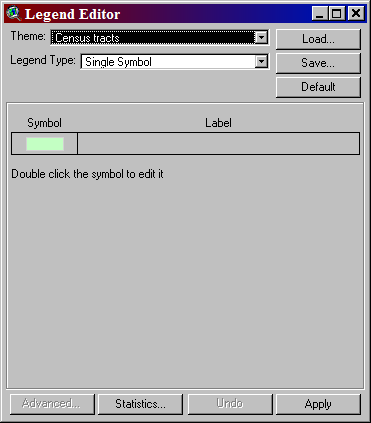 Legend Editor
Theme: Census tracts
Load...
Legend Type: Single Symbol
Save...
Default
Symbol Label
Double click the symbol to edit it
Advanced... Statistics... Undo Apply